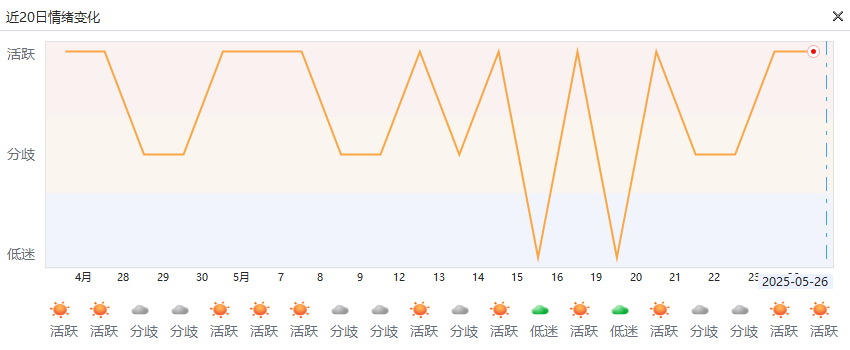 近20日情绪变化
活跃
分歧
低迷
4月 28 29 30 5月 7 8 9 12 13 14 15 16 19 20 21 22
2025-05-26
活跃 活跃 分歧 分歧 活跃 活跃 活跃 分歧 分歧 活跃 分歧 活跃 低迷 活跃 低迷 活跃 分歧 分歧 活跃 活跃